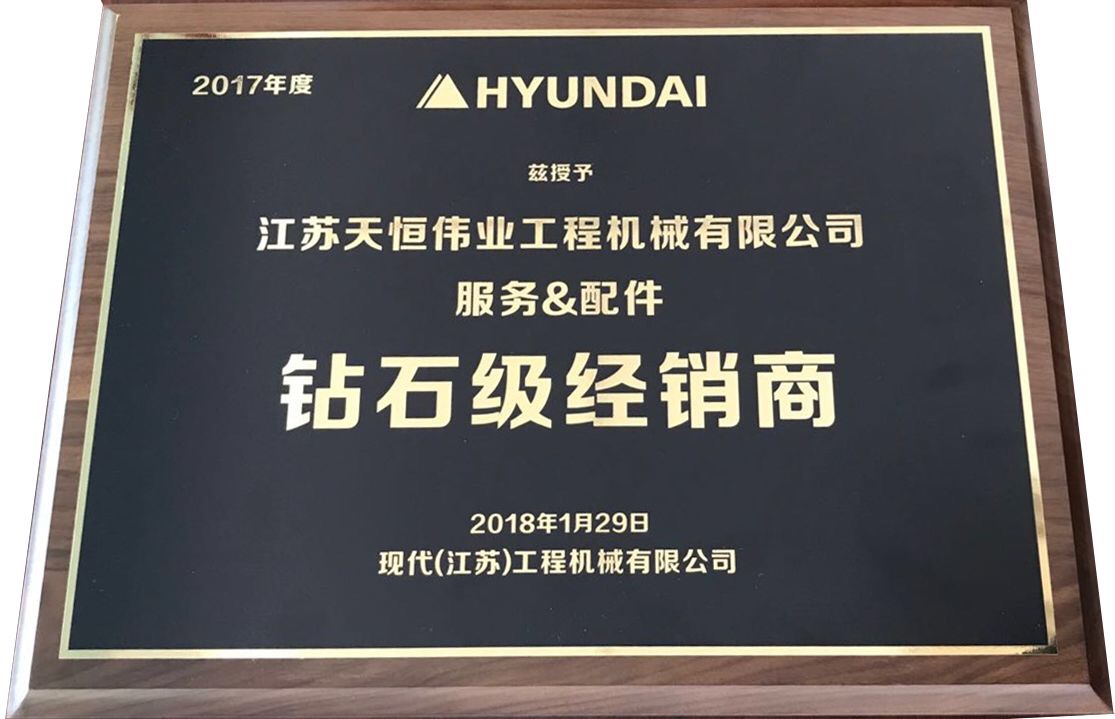 2017年度
HYUNDAI
兹授予
江苏天恒伟业工程机械有限公司
服务&配件
钻石级经销商
2018年1月29日
现代(江苏)工程机械有限公司